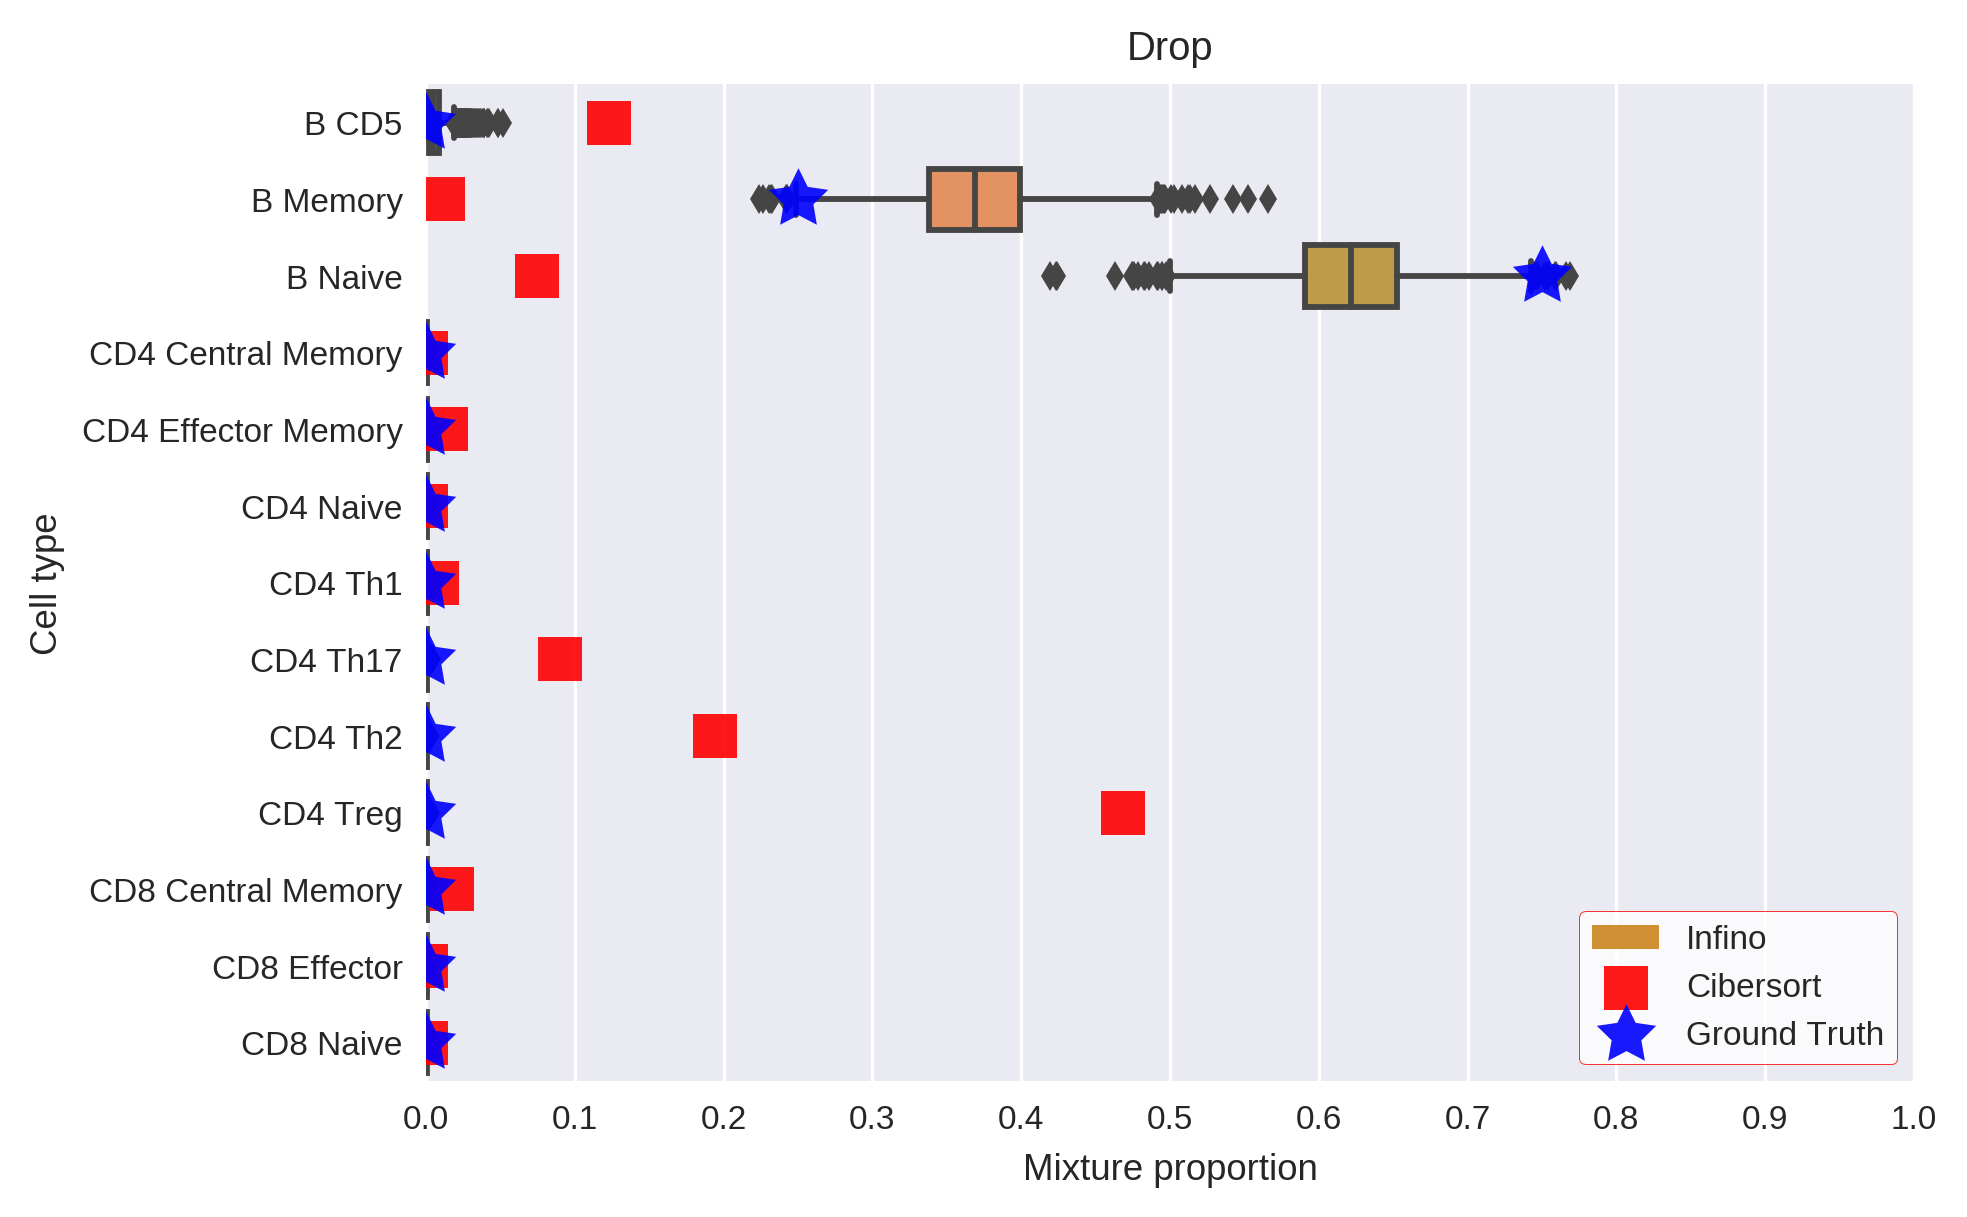 Drop
B CD5
B Memory
B Naive
CD4 Central Memory
CD4 Effector Memory
CD4 Naive
CD4 Th1
CD4 Th17
CD4 Th2
CD4 Treg
CD8 Central Memory
CD8 Effector
CD8 Naive
Cell type
Infino
Cibersort
Ground Truth
0.0 0.1 0.2 0.3 0.4 0.5 0.6 0.7 0.8 0.9 1.0
Mixture proportion